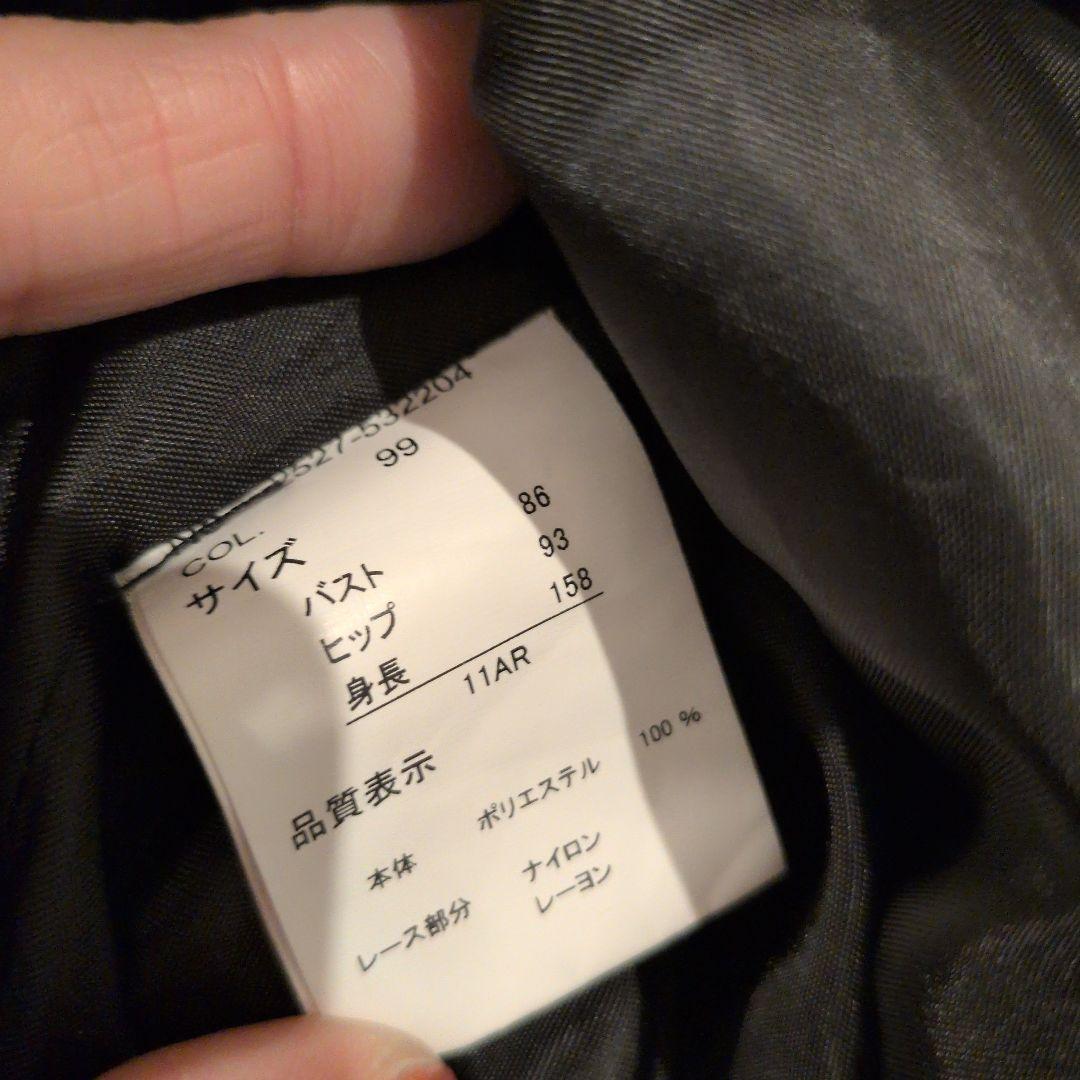 2527-532204
COL. 99
サイズ
バスト 86
ヒップ 93
身長 158
11AR
品質表示
本体 ポリエステル 100 %
レース部分 ナイロン
レーヨン